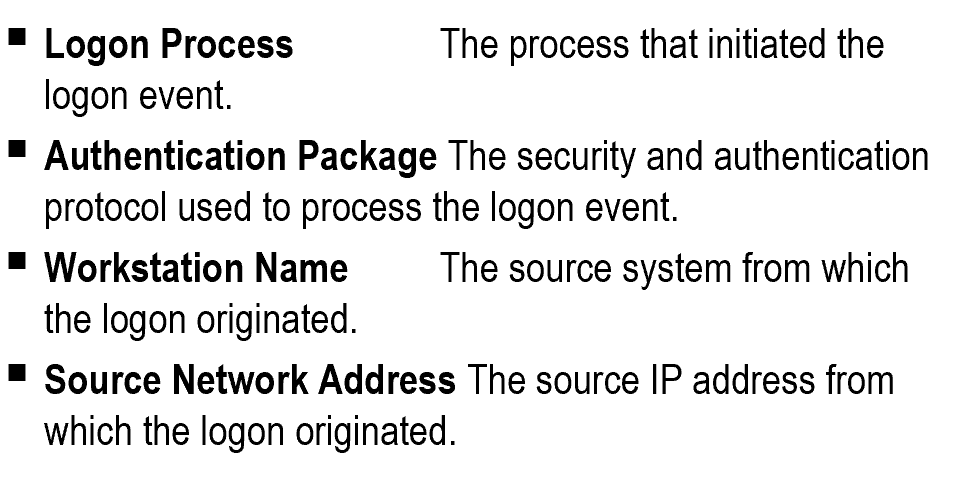 ▪ Logon Process The process that initiated the
logon event.
▪ Authentication Package The security and authentication
protocol used to process the logon event.
▪ Workstation Name The source system from which
the logon originated.
▪ Source Network Address The source IP address from
which the logon originated.